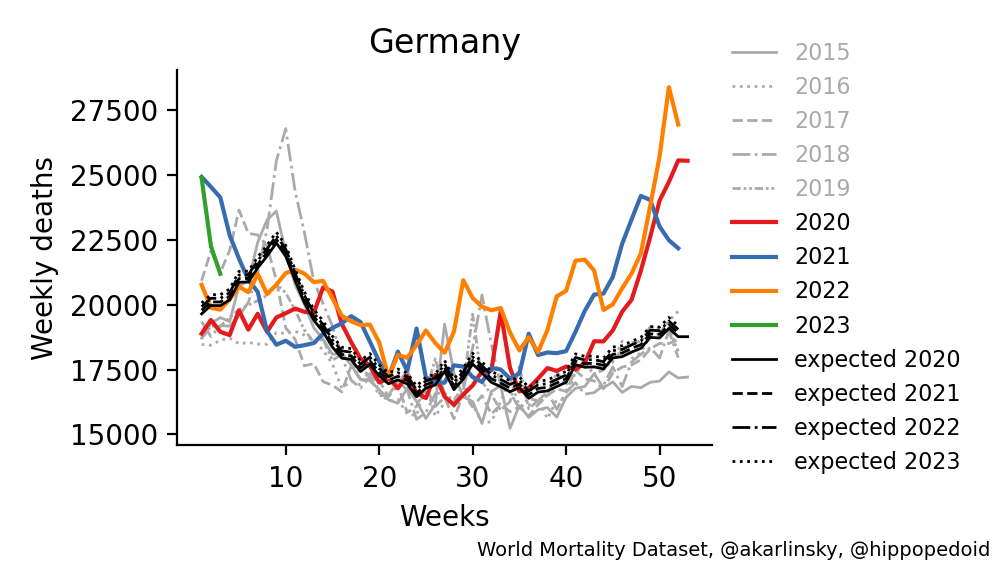 Germany
Weekly deaths
27500
25000
22500
20000
17500
15000
10 20 30 40 50
Weeks
2015
2016
2017
2018
2019
2020
2021
2022
2023
expected 2020
expected 2021
expected 2022
expected 2023
World Mortality Dataset, @akarlinsky, @hippopedoid